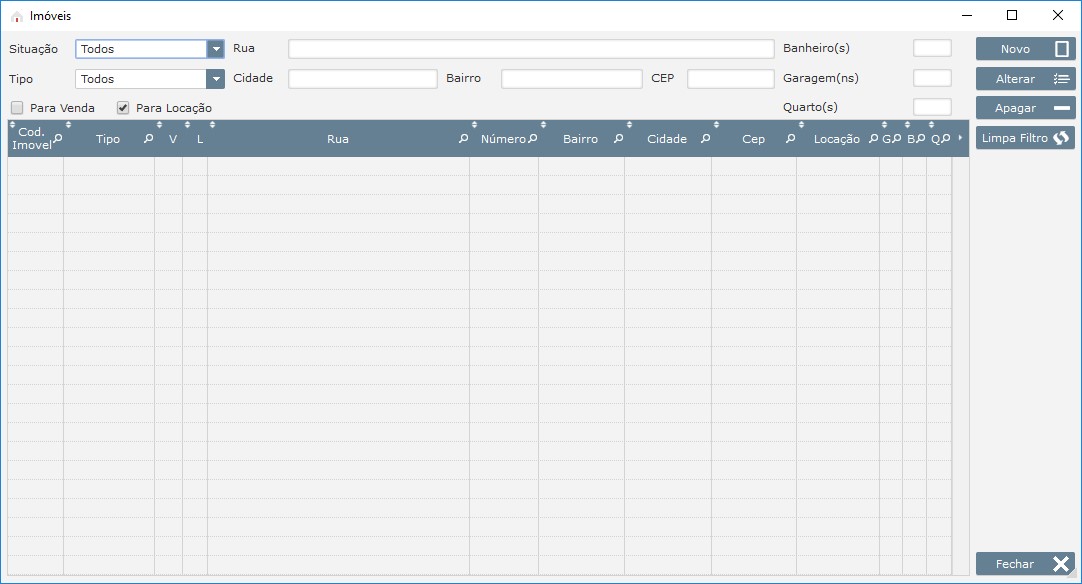 Imóveis
Situação Todos Rua Banheiro(s) Novo
Tipo Todos Cidade Bairro CEP Garagem(ns) Alterar
Para Venda Para Locação Quarto(s) Apagar
Cod. Imovel Tipo V L Rua Número Bairro Cidade Cep Locação G B Q Limpa Filtro
Fechar